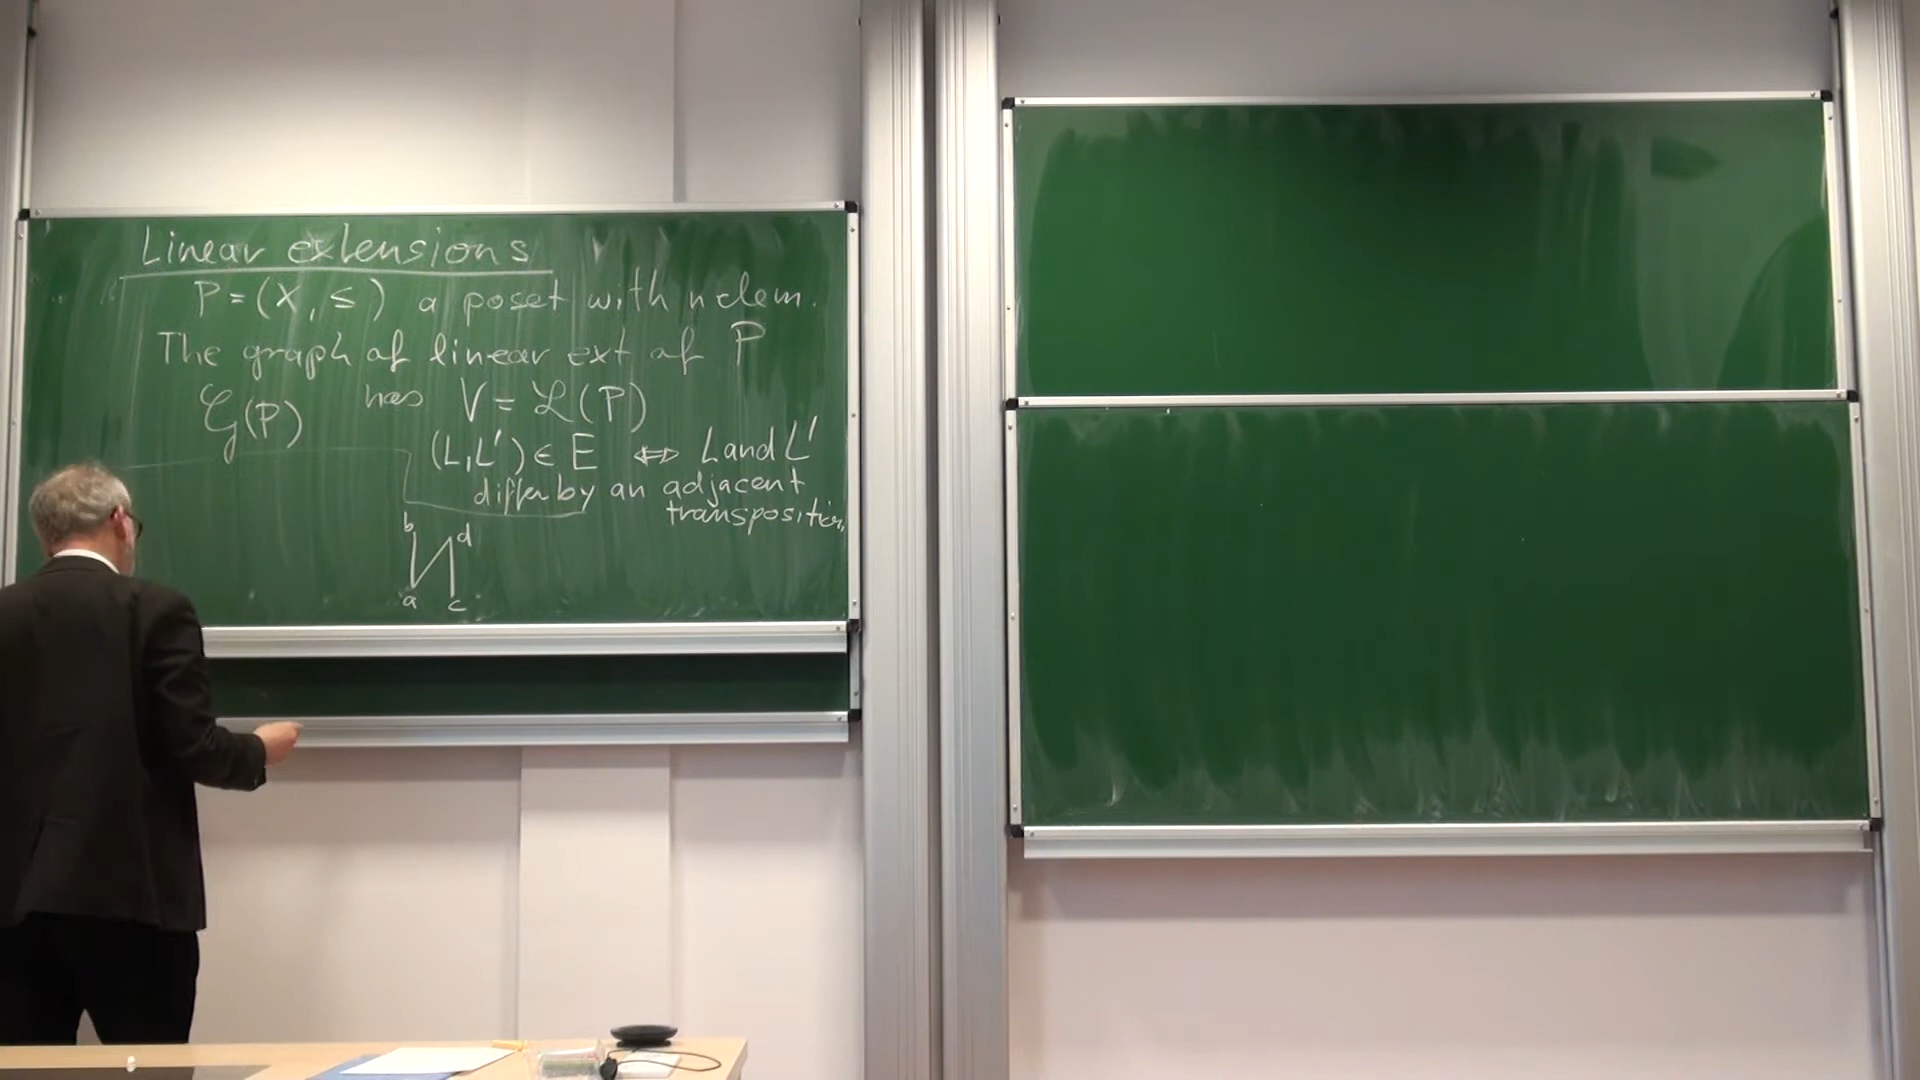 Linear extensions
P = (X, ≤) a poset with n elem.
The graph of linear ext of P
G(P) has V = ℒ(P)
(L, L') ∈ E ⇔ L and L'
differ by an adjacent
transposition
b d
a c